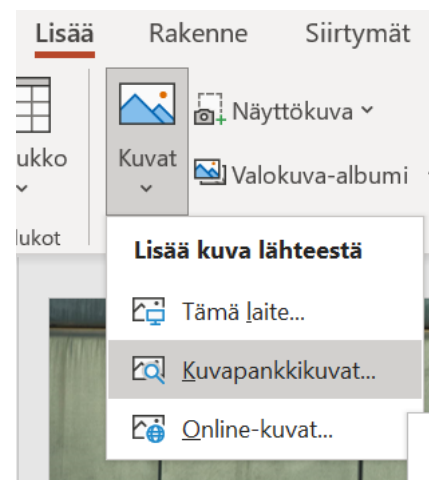 Lisää Rakenne Siirtymät
ukko
Kuvat
Näyttökuva
Valokuva-albumi
lukot
Lisää kuva lähteestä
Tämä laite...
Kuvapankkikuvat...
Online-kuvat...